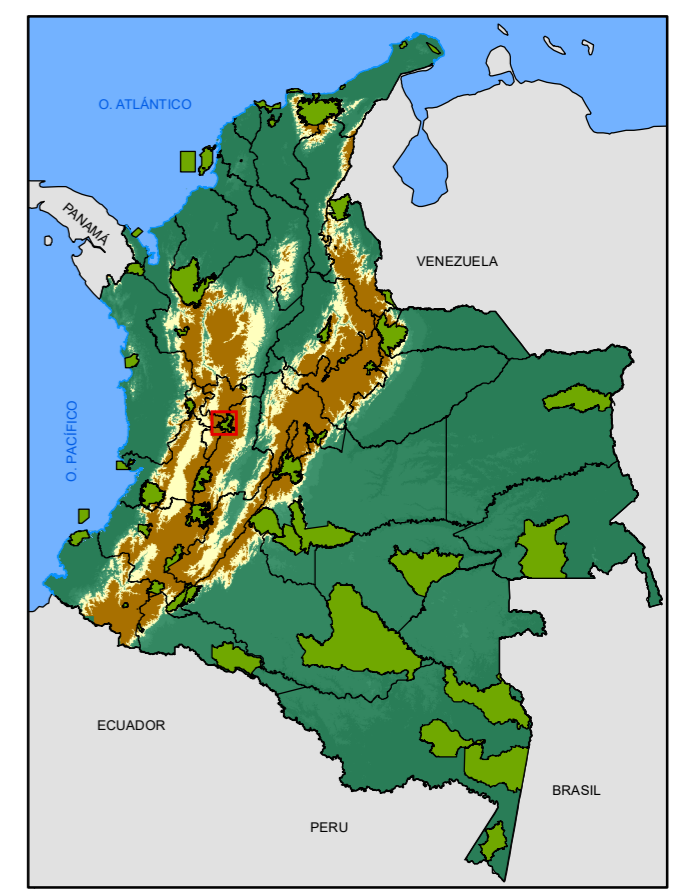 O. ATLÁNTICO
PANAMÁ
VENEZUELA
O. PACÍFICO
ECUADOR
BRASIL
PERU